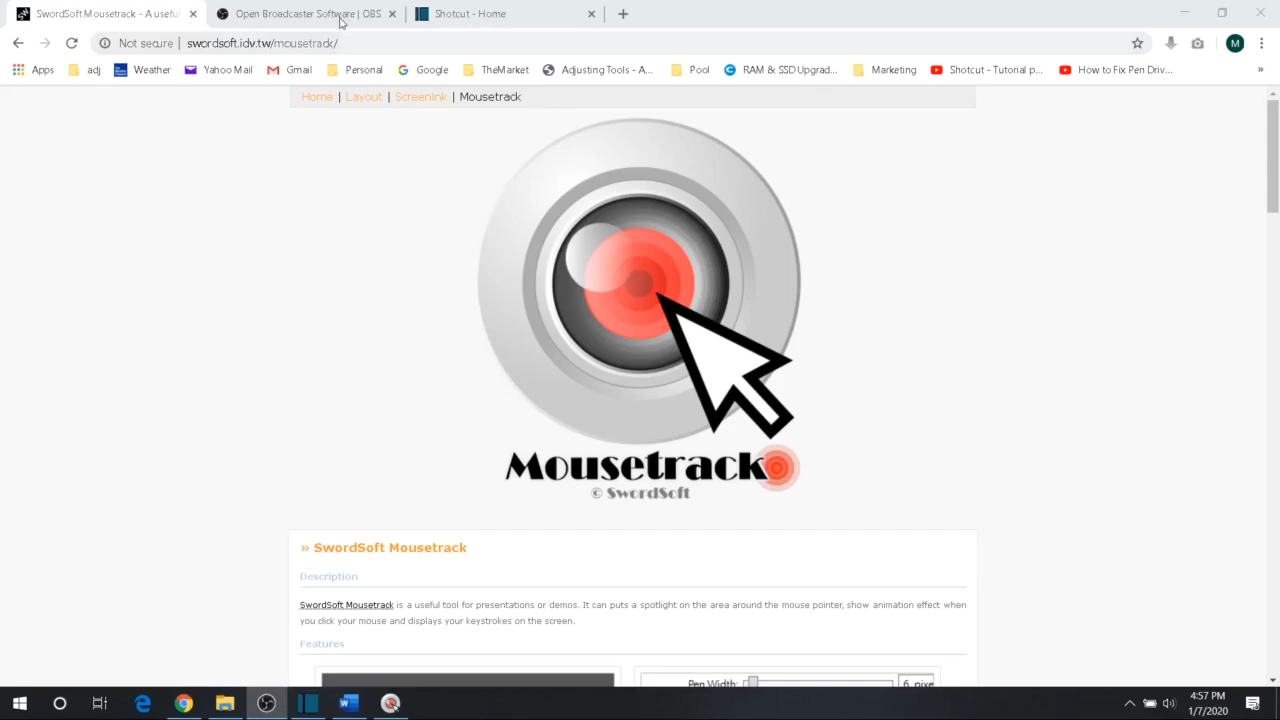 SwordSoft Mousetrack - A useful
Open Broadcaster Software | OBS
Shotcut - Home
Not secure | swordsoft.idv.tw/mousetrack/
M
Apps
adj
Weather
Yahoo Mail
Gmail
Personal
Google
TheMarket
Adjusting Tools - A...
Pool
RAM & SSD Upgrad...
Marketing
Shotcut - Tutorial p...
How to Fix Pen Driv...
»
Home | Layout | Screenink | Mousetrack
Mousetrack
© SwordSoft
» SwordSoft Mousetrack
Description
SwordSoft Mousetrack is a useful tool for presentations or demos. It can puts a spotlight on the area around the mouse pointer, show animation effect when
you click your mouse and displays your keystrokes on the screen.
Features
Pen Width:
6 pixe
4:57 PM
1/7/2020